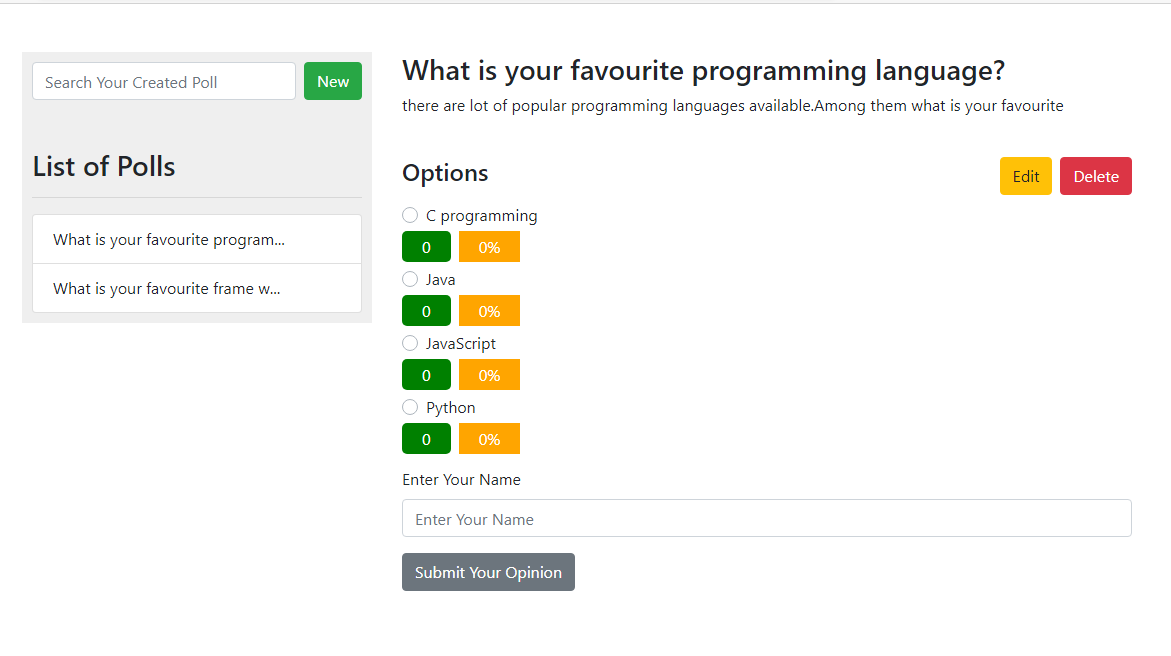 Search Your Created Poll
New
List of Polls
What is your favourite program...
What is your favourite frame w...
What is your favourite programming language?
there are lot of popular programming languages available.Among them what is your favourite
Options
Edit
Delete
C programming
0 0%
Java
0 0%
JavaScript
0 0%
Python
0 0%
Enter Your Name
Enter Your Name
Submit Your Opinion